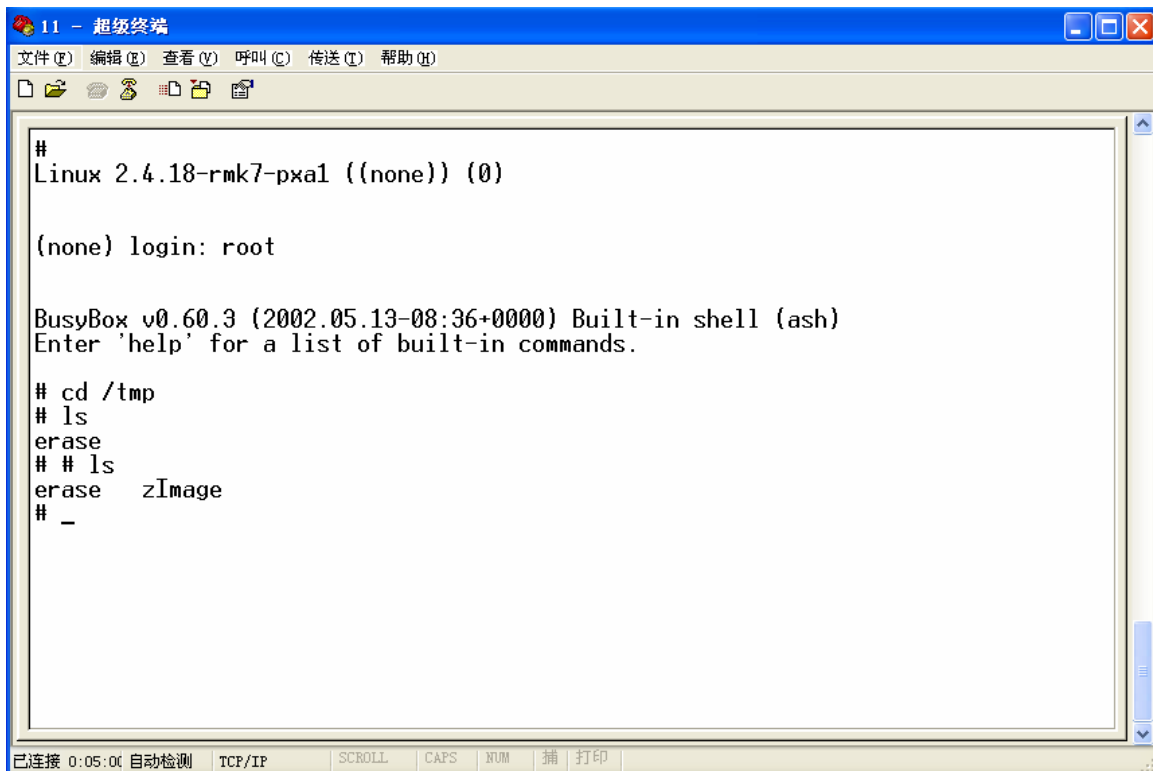 11 - 超级终端
文件(F) 编辑(E) 查看(V) 呼叫(C) 传送(T) 帮助(H)
#
Linux 2.4.18-rmk7-pxa1 ((none)) (0)
(none) login: root
BusyBox v0.60.3 (2002.05.13-08:36+0000) Built-in shell (ash)
Enter 'help' for a list of built-in commands.
# cd /tmp
# ls
erase
# # ls
erase zImage
# _
已连接 0:05:00 自动检测 TCP/IP SCROLL CAPS NUM 捕 打印